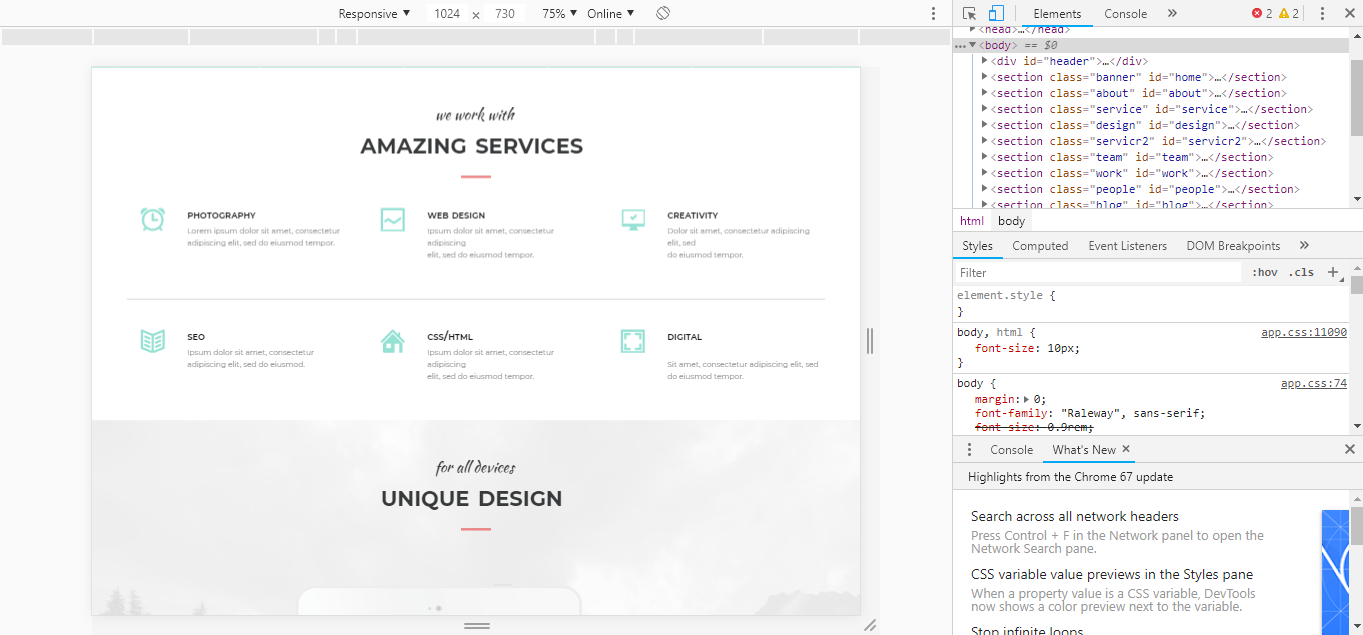 Responsive ▼ 1024 × 730 75% ▼ Online ▼
we work with
AMAZING SERVICES
PHOTOGRAPHY
Lorem ipsum dolor sit amet, consectetur
adipiscing elit, sed do eiusmod tempor.
WEB DESIGN
Ipsum dolor sit amet, consectetur
adipiscing
elit, sed do eiusmod tempor.
CREATIVITY
Dolor sit amet, consectetur adipiscing
elit, sed
do eiusmod tempor.
SEO
Ipsum dolor sit amet, consectetur
adipiscing elit, sed do eiusmod.
CSS/HTML
Ipsum dolor sit amet, consectetur
adipiscing
elit, sed do eiusmod tempor.
DIGITAL
Sit amet, consectetur adipiscing elit, sed
do eiusmod tempor.
for all devices
UNIQUE DESIGN
Elements Console » 2 2
<head>…</head>
… ▼<body> == $0
▶<div id="header">…</div>
▶<section class="banner" id="home">…</section>
▶<section class="about" id="about">…</section>
▶<section class="service" id="service">…</section>
▶<section class="design" id="design">…</section>
▶<section class="servicr2" id="servicr2">…</section>
▶<section class="team" id="team">…</section>
▶<section class="work" id="work">…</section>
▶<section class="people" id="people">…</section>
▶<section class="blog" id="blog">…</section>
html body
Styles Computed Event Listeners DOM Breakpoints »
Filter :hov .cls +
element.style {
}
body, html { app.css:11090
font-size: 10px;
}
body { app.css:74
margin:▶ 0;
font-family: "Raleway", sans-serif;
font-size: 0.9rem;
Console What's New ×
Highlights from the Chrome 67 update
Search across all network headers
Press Control + F in the Network panel to open the
Network Search pane.
CSS variable value previews in the Styles pane
When a property value is a CSS variable, DevTools
now shows a color preview next to the variable.
Stop infinite loops